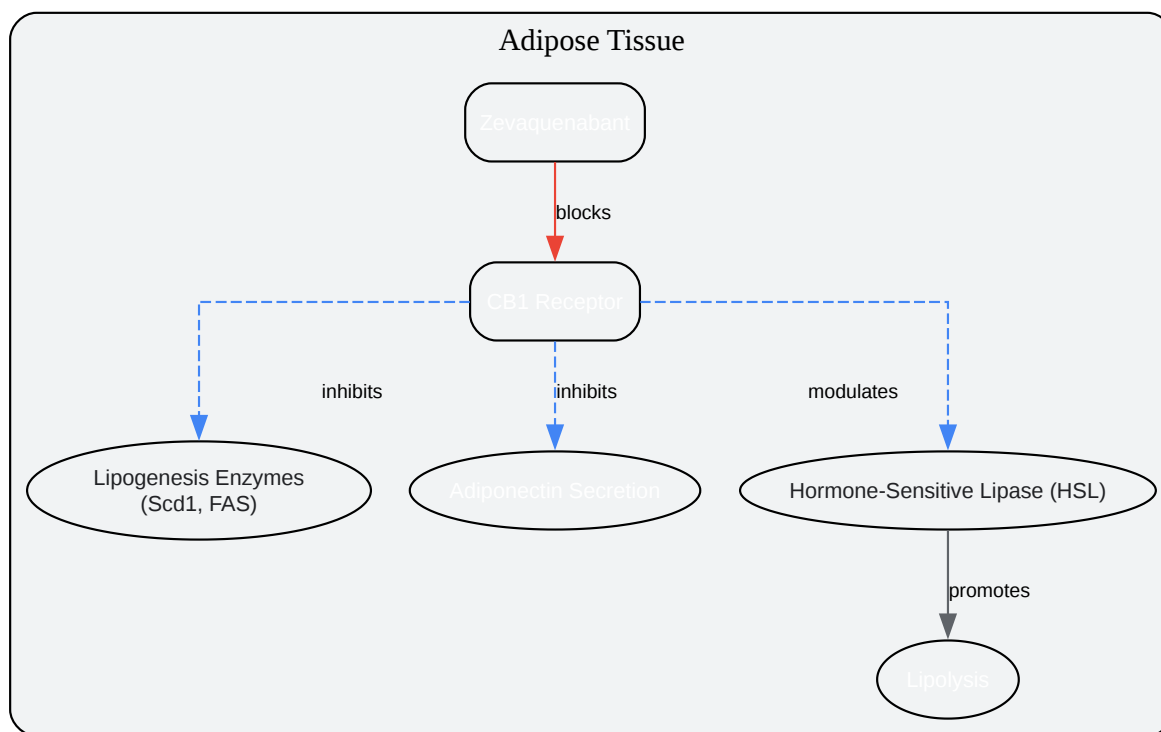 Adipose Tissue
Zevaquenabant
blocks
CB1 Receptor
inhibits
inhibits
modulates
Lipogenesis Enzymes
(Scd1, FAS)
Adiponectin Secretion
Hormone-Sensitive Lipase (HSL)
promotes
Lipolysis